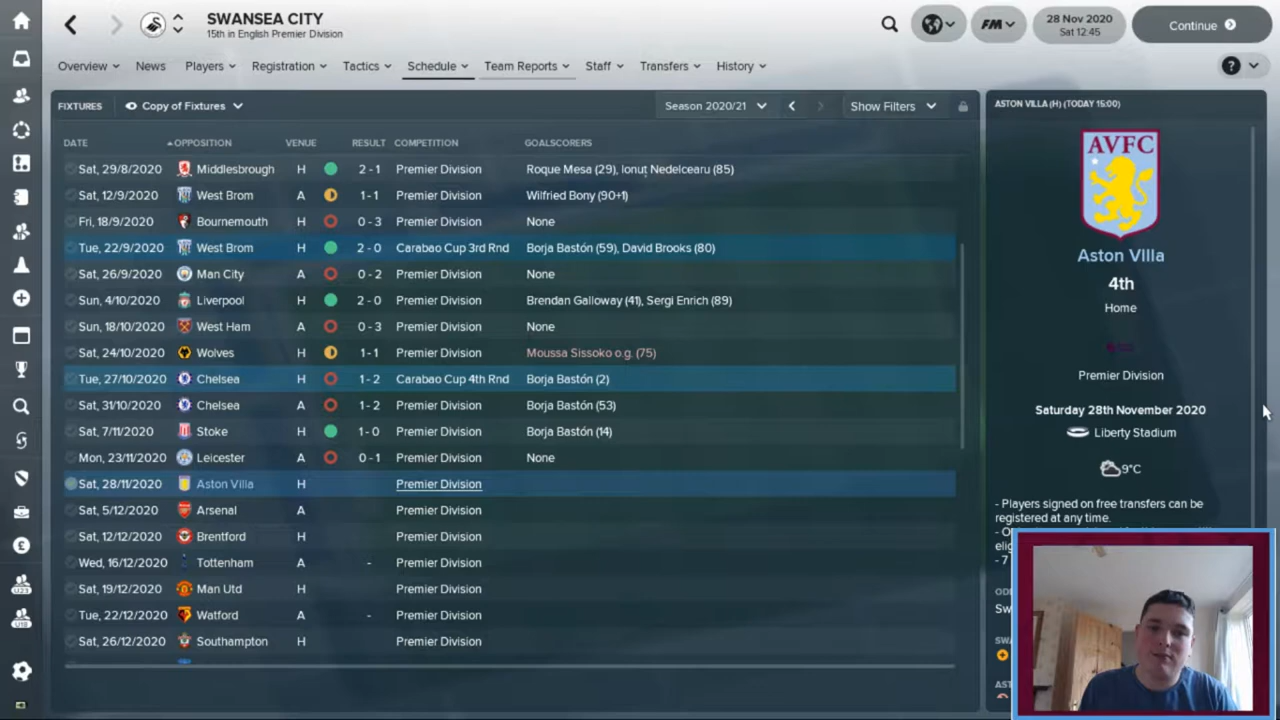 SWANSEA CITY
15th in English Premier Division
FM
28 Nov 2020
Sat 12:45
Continue
Overview News Players Registration Tactics Schedule Team Reports Staff Transfers History
?
FIXTURES Copy of Fixtures Season 2020/21 Show Filters
DATE OPPOSITION VENUE RESULT COMPETITION GOALSCORERS
Sat, 29/8/2020 Middlesbrough H 2 - 1 Premier Division Roque Mesa (29), Ionuț Nedelcearu (85)
Sat, 12/9/2020 West Brom A 1 - 1 Premier Division Wilfried Bony (90+1)
Fri, 18/9/2020 Bournemouth H 0 - 3 Premier Division None
Tue, 22/9/2020 West Brom H 2 - 0 Carabao Cup 3rd Rnd Borja Bastón (59), David Brooks (80)
Sat, 26/9/2020 Man City A 0 - 2 Premier Division None
Sun, 4/10/2020 Liverpool H 2 - 0 Premier Division Brendan Galloway (41), Sergi Enrich (89)
Sun, 18/10/2020 West Ham A 0 - 3 Premier Division None
Sat, 24/10/2020 Wolves H 1 - 1 Premier Division Moussa Sissoko o.g. (75)
Tue, 27/10/2020 Chelsea H 1 - 2 Carabao Cup 4th Rnd Borja Bastón (2)
Sat, 31/10/2020 Chelsea A 1 - 2 Premier Division Borja Bastón (53)
Sat, 7/11/2020 Stoke H 1 - 0 Premier Division Borja Bastón (14)
Mon, 23/11/2020 Leicester A 0 - 1 Premier Division None
Sat, 28/11/2020 Aston Villa H Premier Division
Sat, 5/12/2020 Arsenal A Premier Division
Sat, 12/12/2020 Brentford H Premier Division
Wed, 16/12/2020 Tottenham A - Premier Division
Sat, 19/12/2020 Man Utd H Premier Division
Tue, 22/12/2020 Watford A - Premier Division
Sat, 26/12/2020 Southampton H Premier Division
U23
U18
ASTON VILLA (H) (TODAY 15:00)
AVFC
Aston Villa
4th
Home
Premier Division
Saturday 28th November 2020
Liberty Stadium
9°C
- Players signed on free transfers can be
registered at any time.
- 7